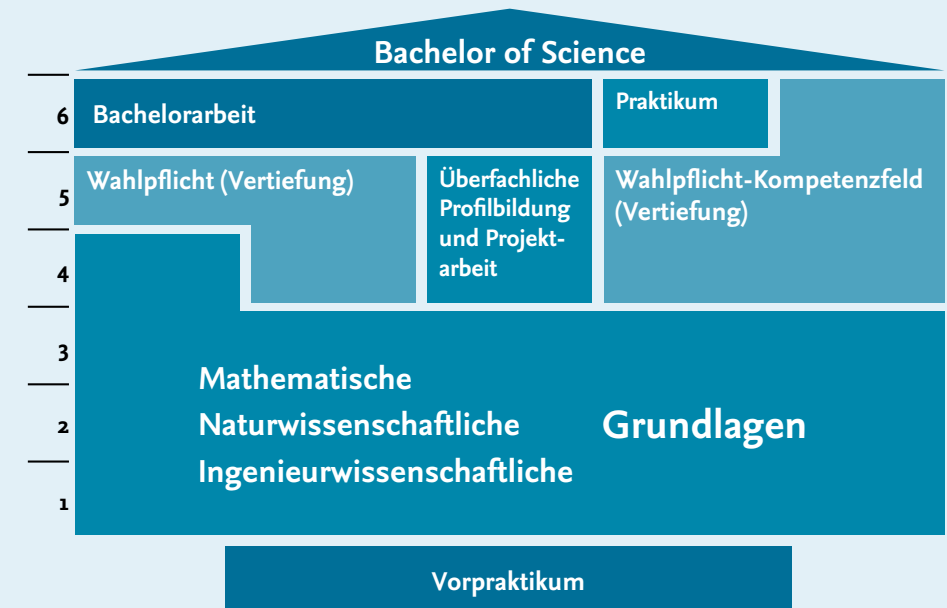 Bachelor of Science
6
Bachelorarbeit
Praktikum
5
Wahlpflicht (Vertiefung)
Überfachliche
Profilbildung
und Projekt-
arbeit
Wahlpflicht-Kompetenzfeld
(Vertiefung)
4
3
Mathematische
2
Naturwissenschaftliche
Grundlagen
Ingenieurwissenschaftliche
1
Vorpraktikum